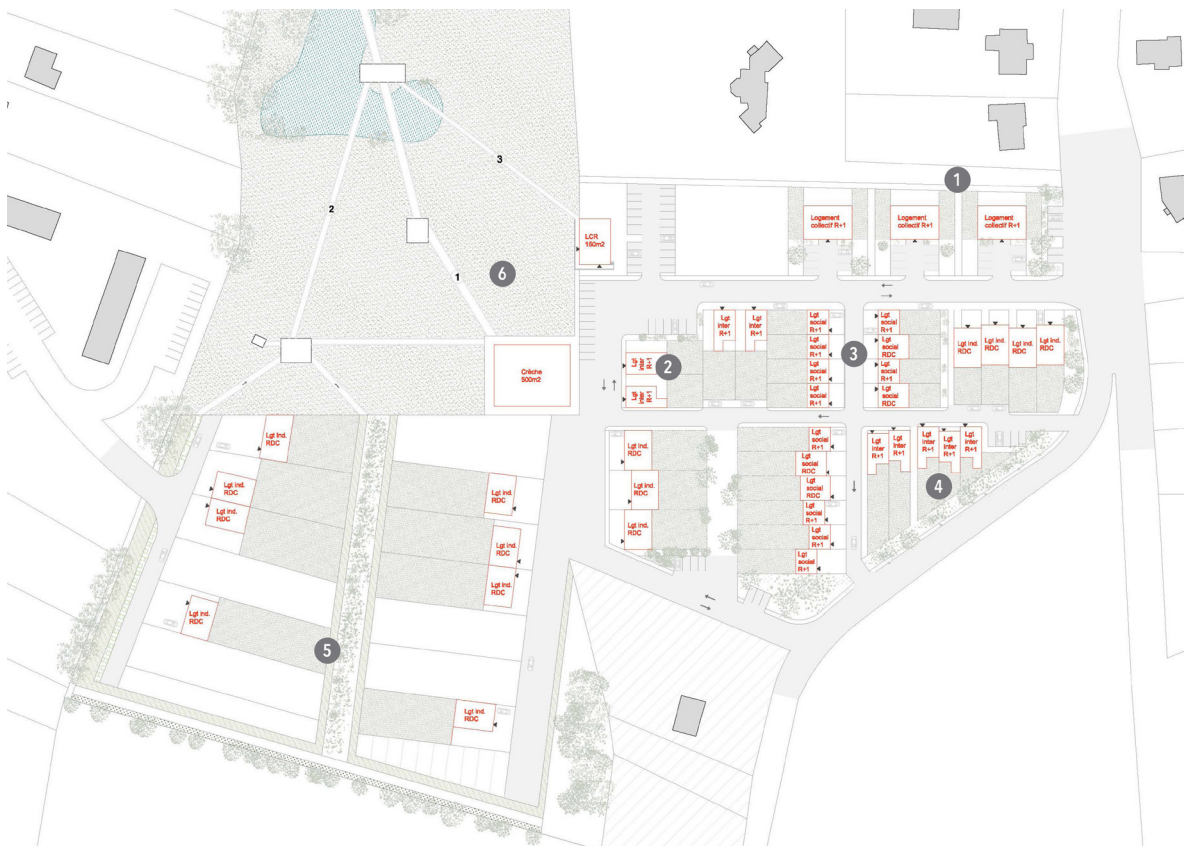 3
2
1
6
1
Logement
collectif R+1
Logement
collectif R+1
Logement
collectif R+1
LCR
150m2
Crèche
500m2
Lgt
inter
R+1
Lgt
inter
R+1
Lgt
social
R+1
Lgt
social
R+1
Lgt
social
R+1
Lgt
social
R+1
3
Lgt
social
R+1
Lgt
social
RDC
Lgt
social
R+1
Lgt
social
RDC
Lgt ind.
RDC
Lgt ind.
RDC
Lgt ind.
RDC
Lgt ind.
RDC
Lgt
inter
R+1
Lgt
inter
R+1
2
Lgt ind.
RDC
Lgt ind.
RDC
Lgt ind.
RDC
Lgt ind.
RDC
Lgt ind.
RDC
Lgt ind.
RDC
Lgt ind.
RDC
Lgt ind.
RDC
5
Lgt ind.
RDC
Lgt ind.
RDC
Lgt ind.
RDC
Lgt
social
R+1
Lgt
social
RDC
Lgt
social
RDC
Lgt
social
R+1
Lgt
social
R+1
Lgt
social
R+1
Lgt
inter
R+1
Lgt
inter
R+1
Lgt
inter
R+1
Lgt
inter
R+1
Lgt
inter
R+1
4